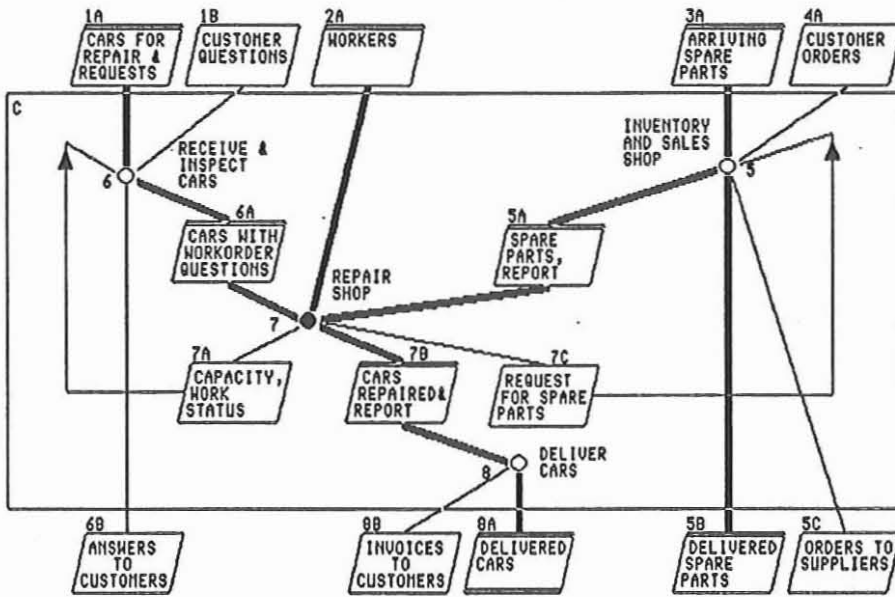 1A
CARS FOR
REPAIR &
REQUESTS
1B
CUSTOMER
QUESTIONS
2A
WORKERS
3A
ARRIVING
SPARE
PARTS
4A
CUSTOMER
ORDERS
C
RECEIVE &
INSPECT
CARS
6
INVENTORY
AND SALES
SHOP
5
6A
CARS WITH
WORKORDER
QUESTIONS
5A
SPARE
PARTS,
REPORT
REPAIR
SHOP
7
7A
CAPACITY,
WORK
STATUS
7B
CARS
REPAIRED&
REPORT
7C
REQUEST
FOR SPARE
PARTS
DELIVER
CARS
8
6B
ANSWERS
TO
CUSTOMERS
8B
INVOICES
TO
CUSTOMERS
8A
DELIVERED
CARS
5B
DELIVERED
SPARE
PARTS
5C
ORDERS TO
SUPPLIERS